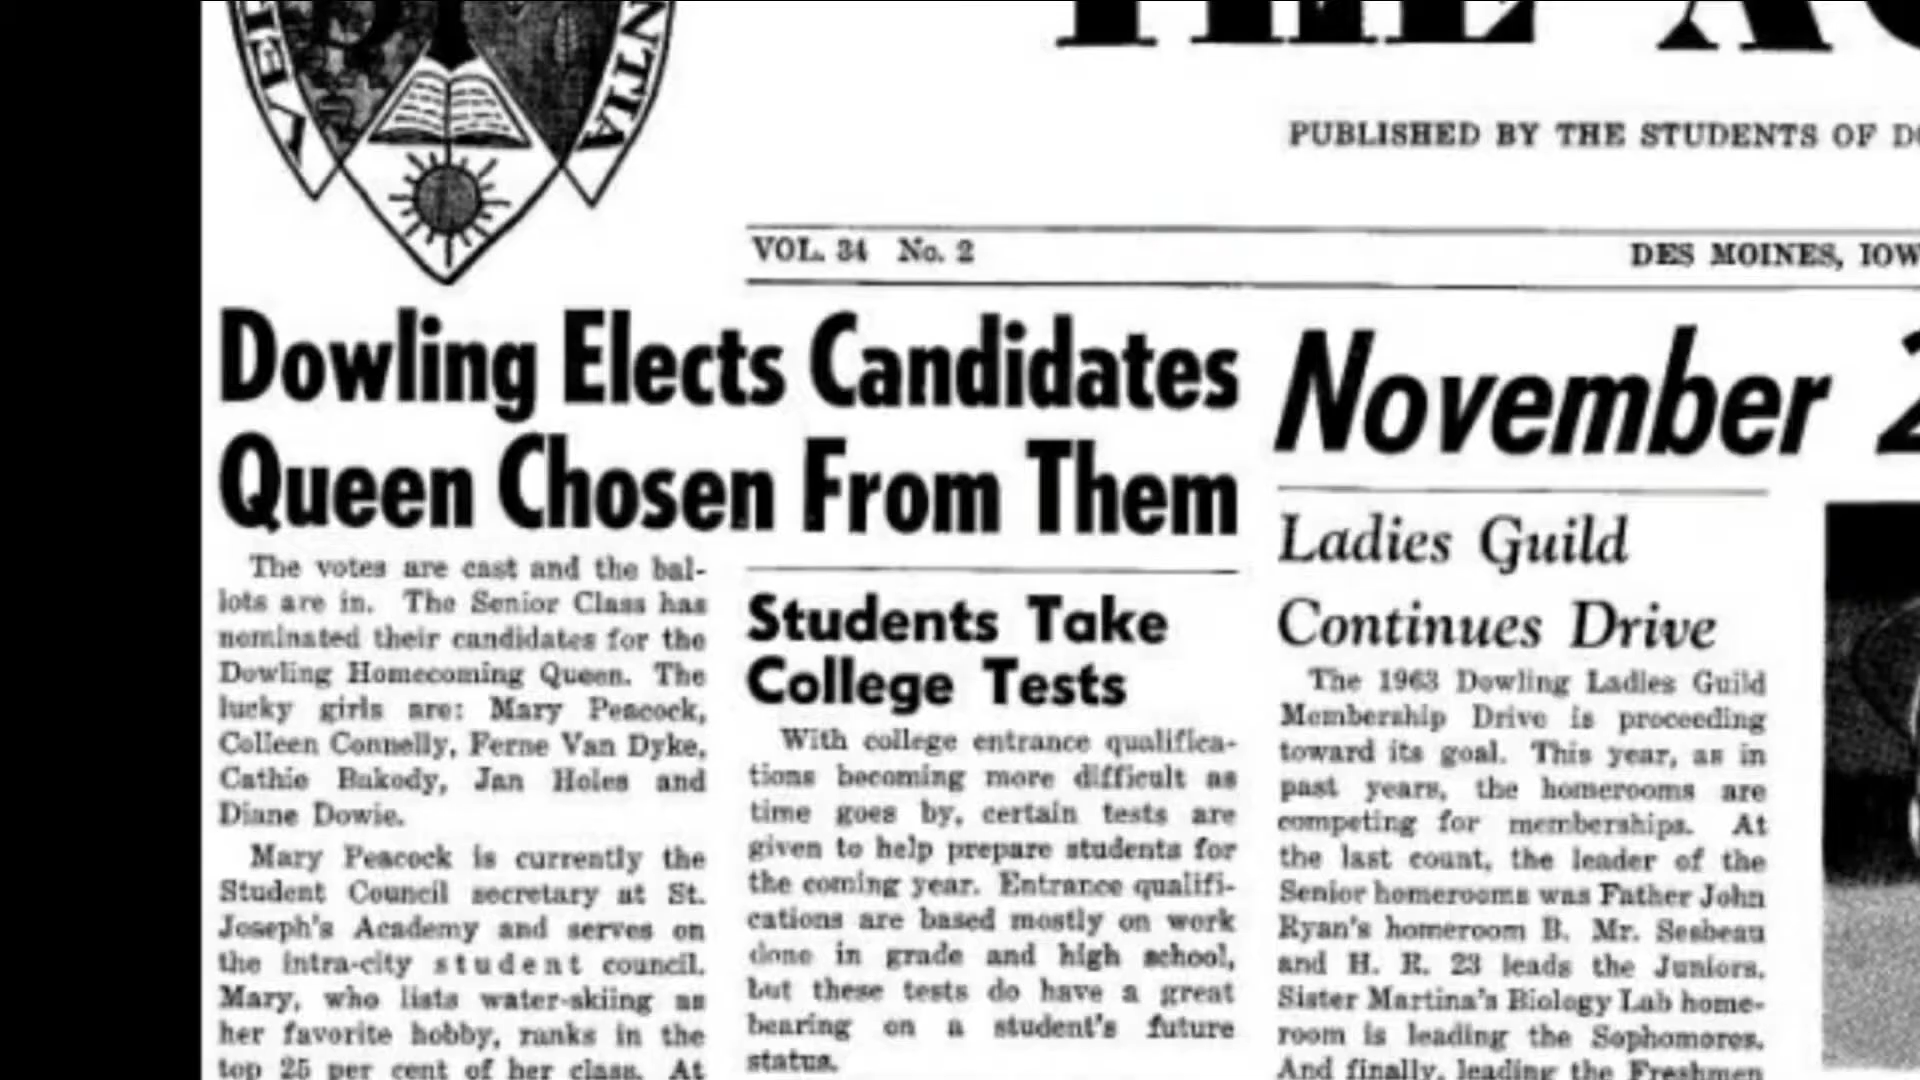 VOL. 34 No. 2
PUBLISHED BY THE STUDENTS OF
DES MOINES,
Dowling Elects Candidates
Queen Chosen From Them
The votes are cast and the bal-
lots are in. The Senior Class has
nominated their candidates for the
Dowling Homecoming Queen. The
lucky girls are: Mary Peacock,
Colleen Connelly, Ferne Van Dyke,
Cathie Bakody, Jan Holes and
Diane Dowie.
Mary Peacock is currently the
Student Council secretary at St.
Joseph's Academy and serves on
the intra-city student council.
Mary, who lists water-skiing as
her favorite hobby, ranks in the
top 25 per cent of her class. At
Students Take
College Tests
With college entrance qualifica-
tions becoming more difficult as
time goes by, certain tests are
given to help prepare students for
the coming year. Entrance qualifi-
cations are based mostly on work
done in grade and high school,
but these tests do have a great
bearing on a student's future
status.
November
Ladies Guild
Continues Drive
The 1963 Dowling Ladies Guild
Membership Drive is proceeding
toward its goal. This year, as in
past years, the homerooms are
competing for memberships. At
the last count, the leader of the
Senior homerooms was Father John
Ryan's homeroom B. Mr. Sesbeau
and H. R. 23 leads the Juniors.
Sister Martina's Biology Lab home-
room is leading the Sophomores.
And finally, leading the Freshmen